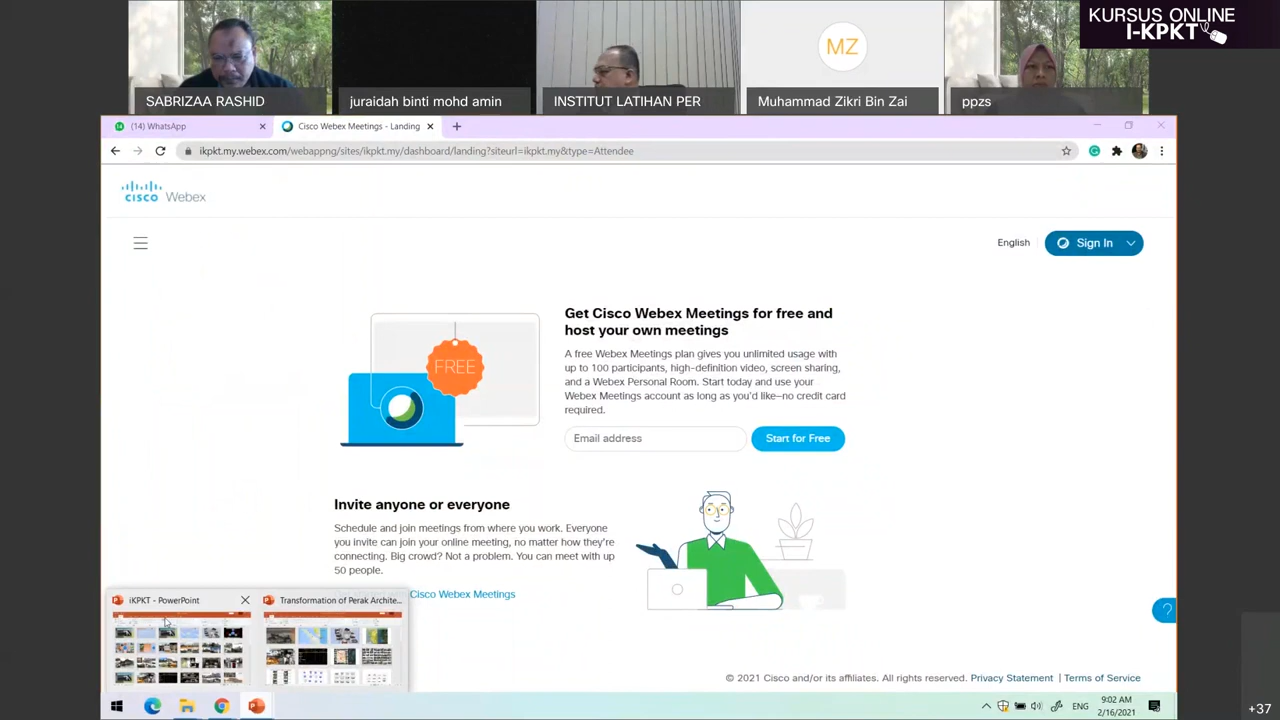 KURSUS ONLINE
I-KPKT
MZ
SABRIZAA RASHID
juraidah binti mohd amin
INSTITUT LATIHAN PER
Muhammad Zikri Bin Zai
ppzs
(14) WhatsApp
Cisco Webex Meetings - Landing
ikpkt.my.webex.com/webappng/sites/ikpkt.my/dashboard/landing?siteurl=ikpkt.my&type=Attendee
CISCO Webex
English
Sign In
FREE
Get Cisco Webex Meetings for free and
host your own meetings
A free Webex Meetings plan gives you unlimited usage with
up to 100 participants, high-definition video, screen sharing,
and a Webex Personal Room. Start today and use your
Webex Meetings account as long as you'd like—no credit card
required.
Email address
Start for Free
Invite anyone or everyone
Schedule and join meetings from where you work. Everyone
you invite can join your online meeting, no matter how they're
connecting. Big crowd? Not a problem. You can meet with up
50 people.
Cisco Webex Meetings
iKPKT - PowerPoint
Transformation of Perak Archite...
?
© 2021 Cisco and/or its affiliates. All rights reserved. Privacy Statement | Terms of Service
ENG
9:02 AM
2/16/2021
+37